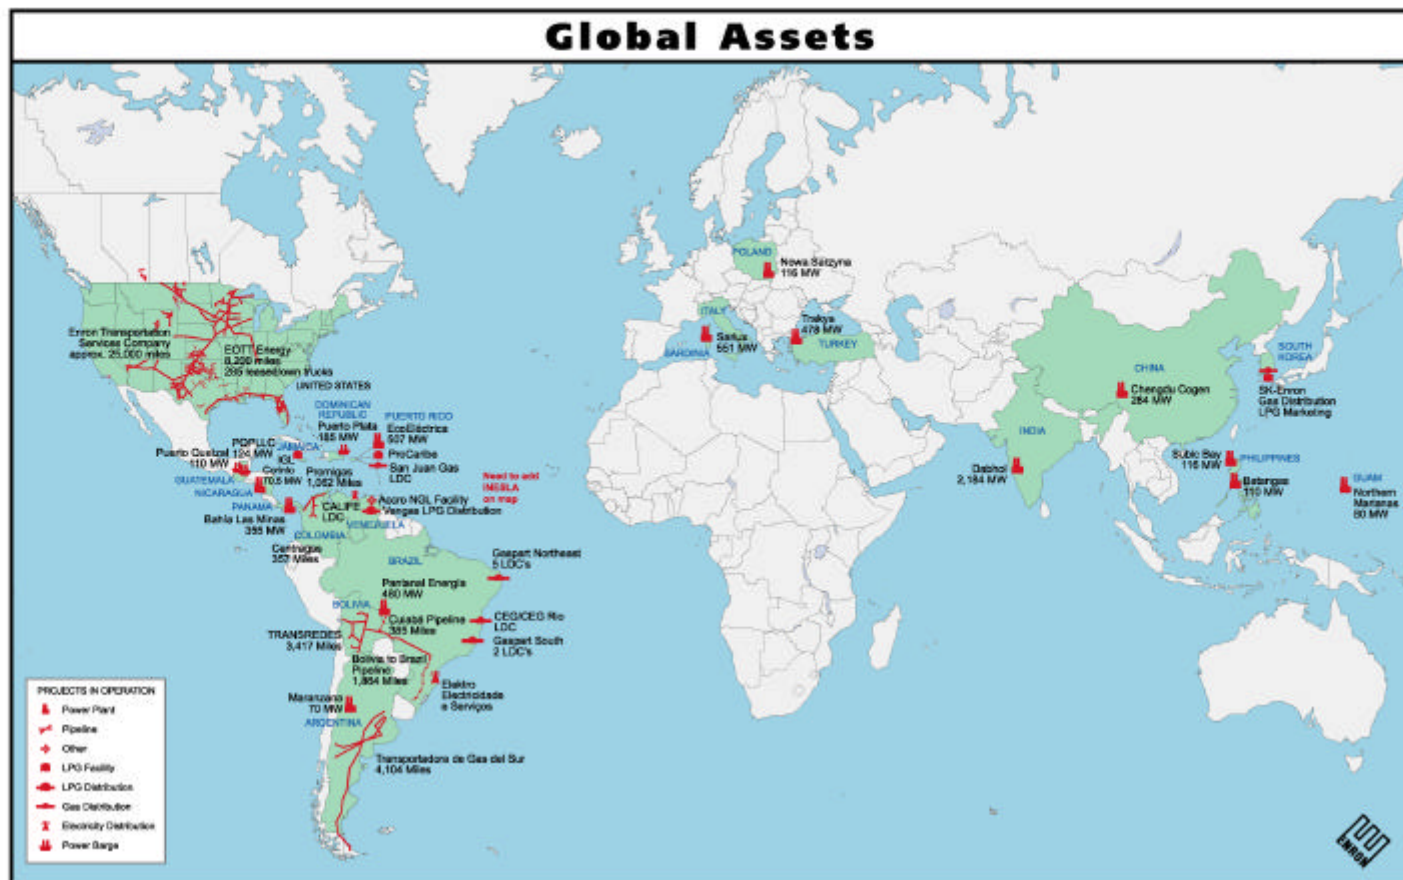 Global Assets
Enron Transportation
Services Company
approx. 25,000 miles
EOTT Energy
8,200 miles
285 leased/own trucks
UNITED STATES
DOMINICAN
REPUBLIC
Puerto Plata
185 MW
PUERTO RICO
EcoEléctrica
507 MW
ProCaribe
San Juan Gas
LDC
JAMAICA
IGL
PQPLLC
124 MW
Puerto Quetzal
110 MW
Corinto
70.5 MW
GUATEMALA
NICARAGUA
PANAMA
Bahía Las Minas
355 MW
Promigas
1,062 Miles
CALIFE
LDC
Accro NGL Facility
Vengas LPG Distribution
VENEZUELA
COLOMBIA
Centragas
357 Miles
Need to add
on map
BRAZIL
Gaspart Northeast
5 LDC's
Pantanal Energia
480 MW
BOLIVIA
Cuiabá Pipeline
385 Miles
CEG/CEG Rio
LDC
Gaspart South
2 LDC's
TRANSREDES
3,417 Miles
Bolivia to Brazil
Pipeline
1,864 Miles
Elektro
Electricidade
e Serviços
Maranzana
70 MW
ARGENTINA
Transportadora de Gas del Sur
4,104 Miles
POLAND
Nowa Sarzyna
116 MW
ITALY
Sarlux
551 MW
SARDINIA
Trakya
478 MW
TURKEY
CHINA
Chengdu Cogen
284 MW
SOUTH
KOREA
SK-Enron
Gas Distribution
LPG Marketing
INDIA
Dabhol
2,184 MW
Subic Bay
116 MW
PHILIPPINES
Batangas
110 MW
GUAM
Northern
Marianas
80 MW
PROJECTS IN OPERATION
Power Plant
Pipeline
Other
LPG Facility
LPG Distribution
Gas Distribution
Electricity Distribution
Power Barge
ENRON